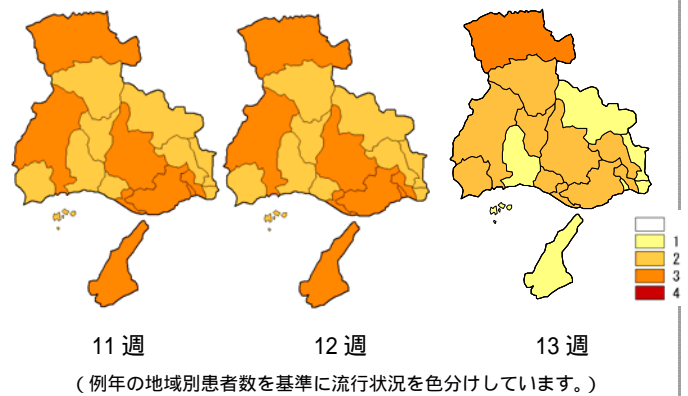 1
2
3
4
11 週
12 週
13 週
(例年の地域別患者数を基準に流行状況を色分けしています。)